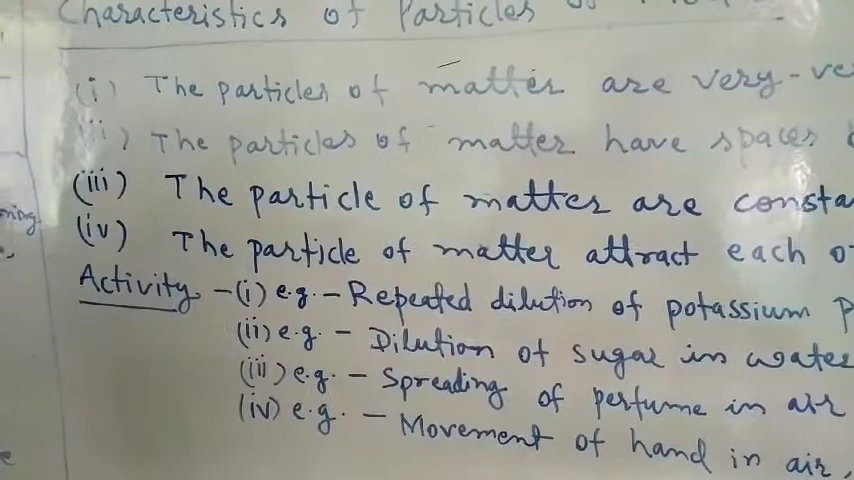 Characteristics of Particles of
(i) The particles of matter are very-ve
(ii) The particles of matter have spaces
(iii) The particle of matter are consta
(iv) The particle of matter attract each o
ning
Activity - (i) e.g. - Repeated dilution of potassium p
(ii) e.g. - Dilution of sugar in water
(iii) e.g. - Spreading of perfume in air
(iv) e.g. - Movement of hand in air,